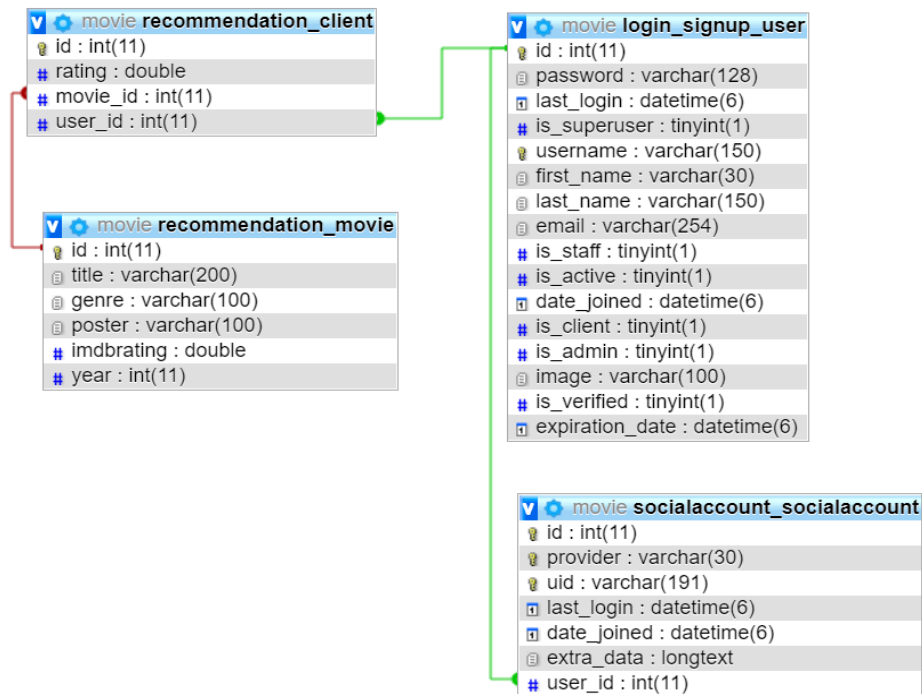 movie recommendation_client
id : int(11)
rating : double
movie_id : int(11)
user_id : int(11)
movie recommendation_movie
id : int(11)
title : varchar(200)
genre : varchar(100)
poster : varchar(100)
imdbrating : double
year : int(11)
movie login_signup_user
id : int(11)
password : varchar(128)
last_login : datetime(6)
is_superuser : tinyint(1)
username : varchar(150)
first_name : varchar(30)
last_name : varchar(150)
email : varchar(254)
is_staff : tinyint(1)
is_active : tinyint(1)
date_joined : datetime(6)
is_client : tinyint(1)
is_admin : tinyint(1)
image : varchar(100)
is_verified : tinyint(1)
expiration_date : datetime(6)
movie socialaccount_socialaccount
id : int(11)
provider : varchar(30)
uid : varchar(191)
last_login : datetime(6)
date_joined : datetime(6)
extra_data : longtext
user_id : int(11)